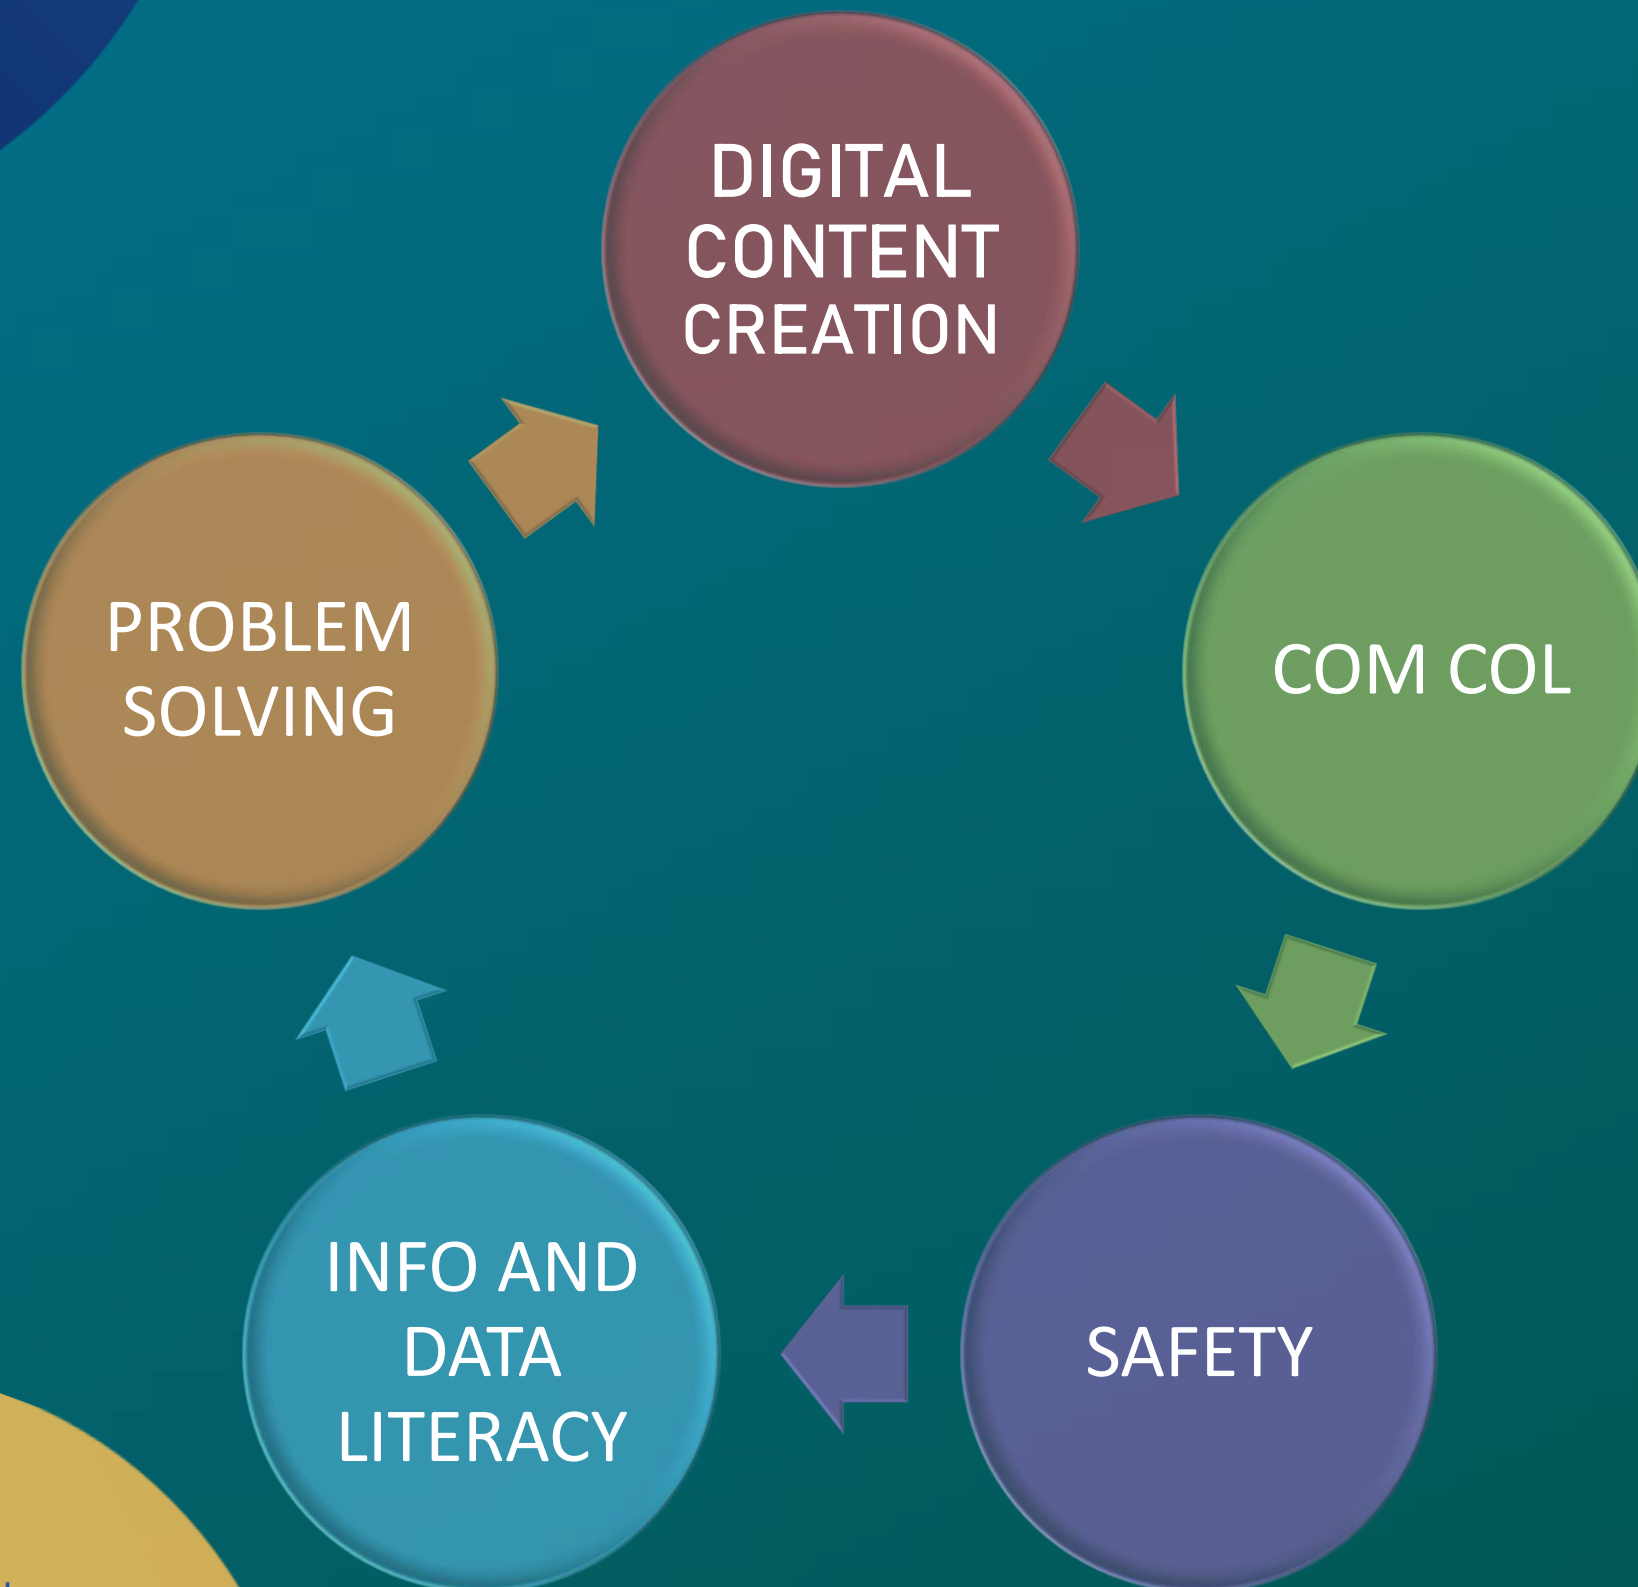 DIGITAL
CONTENT
CREATION
COM COL
SAFETY
INFO AND
DATA
LITERACY
PROBLEM
SOLVING